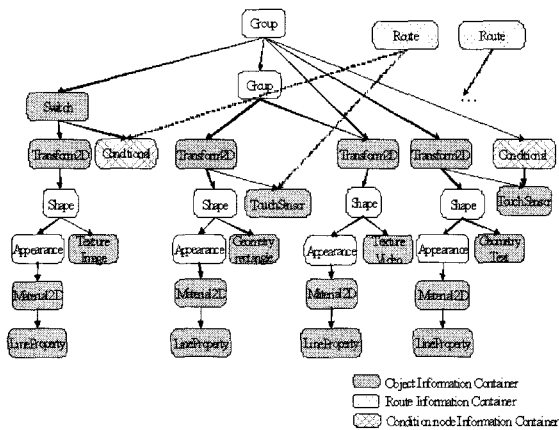 Group
Route
Route
Group
...
Switch
Transform2D
Conditional
Transform2D
Transform2D
Transform2D
Conditional
Shape
Shape
TouchSensor
Shape
Shape
TouchSensor
Appearance
Texture
Image
Appearance
Geometry
rectangle
Appearance
Texture
Video
Appearance
Geometry
Text
Material2D
Material2D
Material2D
Material2D
LineProperty
LineProperty
LineProperty
LineProperty
Object Information Container
Route Information Container
Condition node Information Container